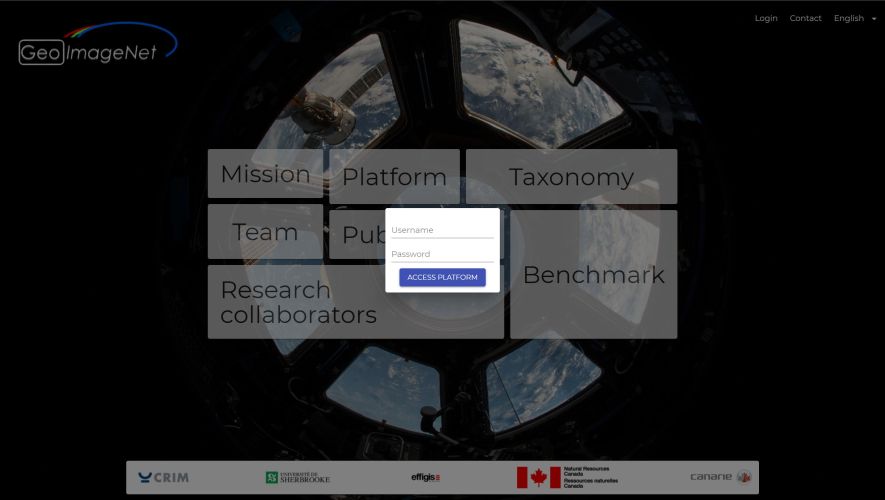 Login Contact English
GeoImageNet
Mission Platform Taxonomy
Team Pub
Username
Password
ACCESS PLATFORM
Benchmark
Research
collaborators
CRIM
UNIVERSITÉ DE
SHERBROOKE
effigis
Natural Resources
Canada
Ressources naturelles
Canada
canarie